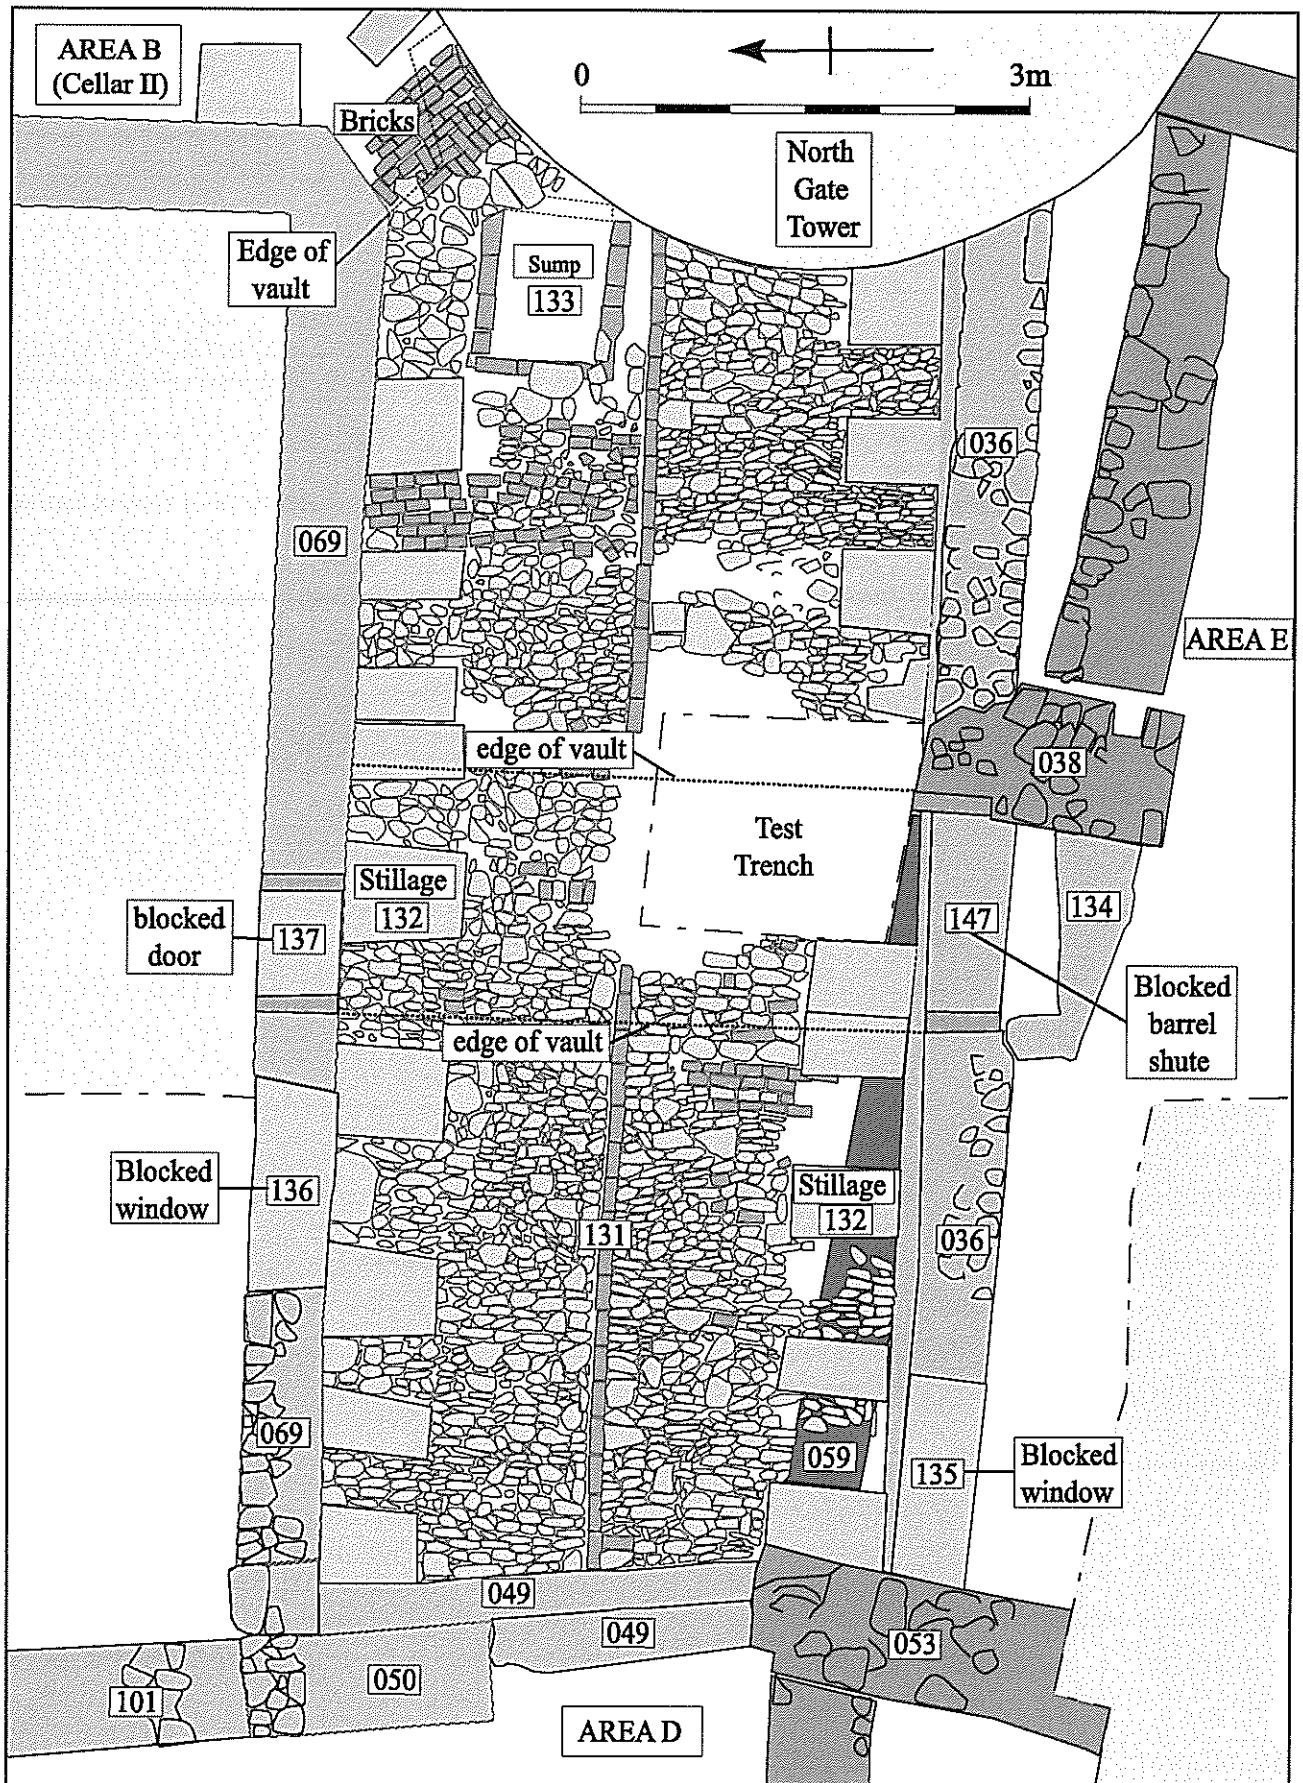 AREA B
(Cellar II)
0
3m
Bricks
North
Gate
Tower
Edge of
vault
Sump
133
036
069
AREA E
edge of vault
038
Test
Trench
Stillage
132
blocked
door
137
147
134
Blocked
barrel
shute
edge of vault
Blocked
window
136
Stillage
132
131
036
069
059
135
Blocked
window
049
049
053
050
101
AREA D